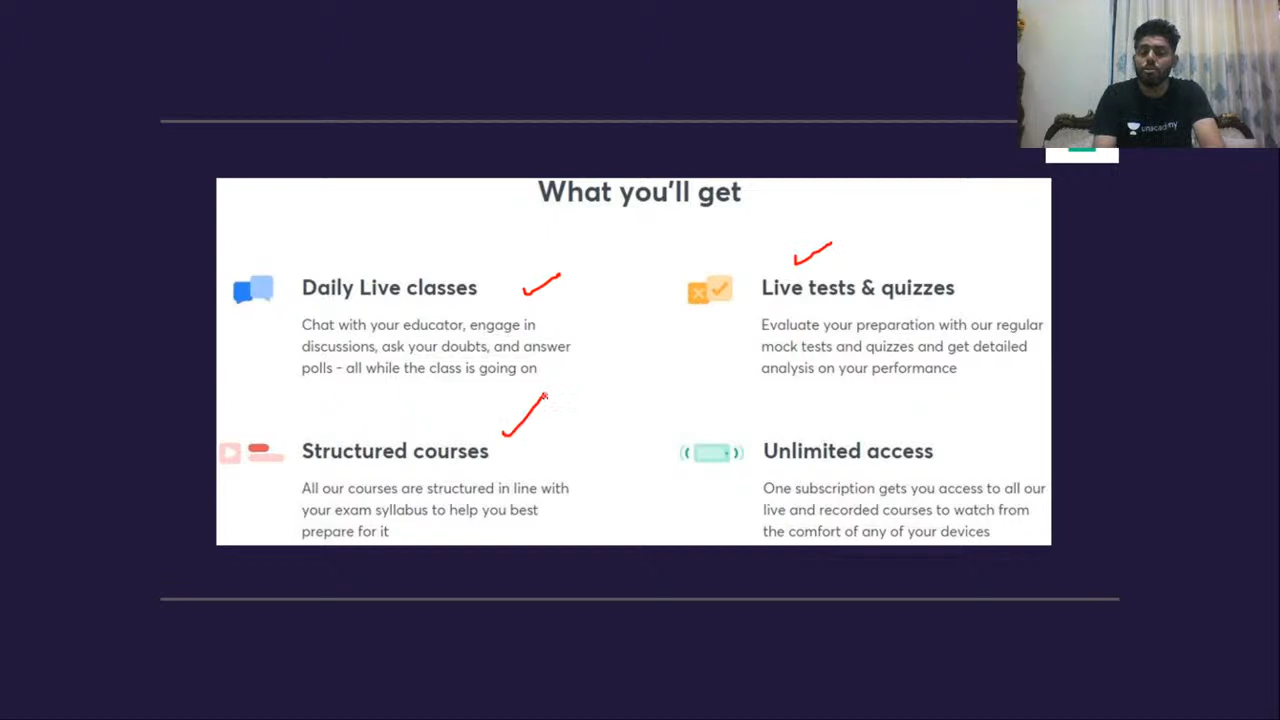 unacademy
What you'll get
Daily Live classes
Chat with your educator, engage in
discussions, ask your doubts, and answer
polls - all while the class is going on
Live tests & quizzes
Evaluate your preparation with our regular
mock tests and quizzes and get detailed
analysis on your performance
Structured courses
All our courses are structured in line with
your exam syllabus to help you best
prepare for it
Unlimited access
One subscription gets you access to all our
live and recorded courses to watch from
the comfort of any of your devices